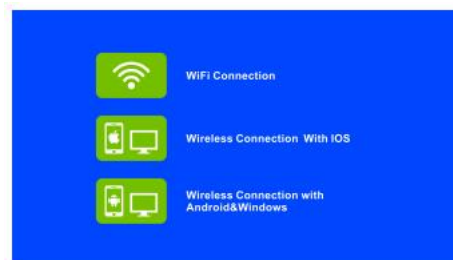 WiFi Connection
Wireless Connection With IOS
Wireless Connection with
Android&Windows